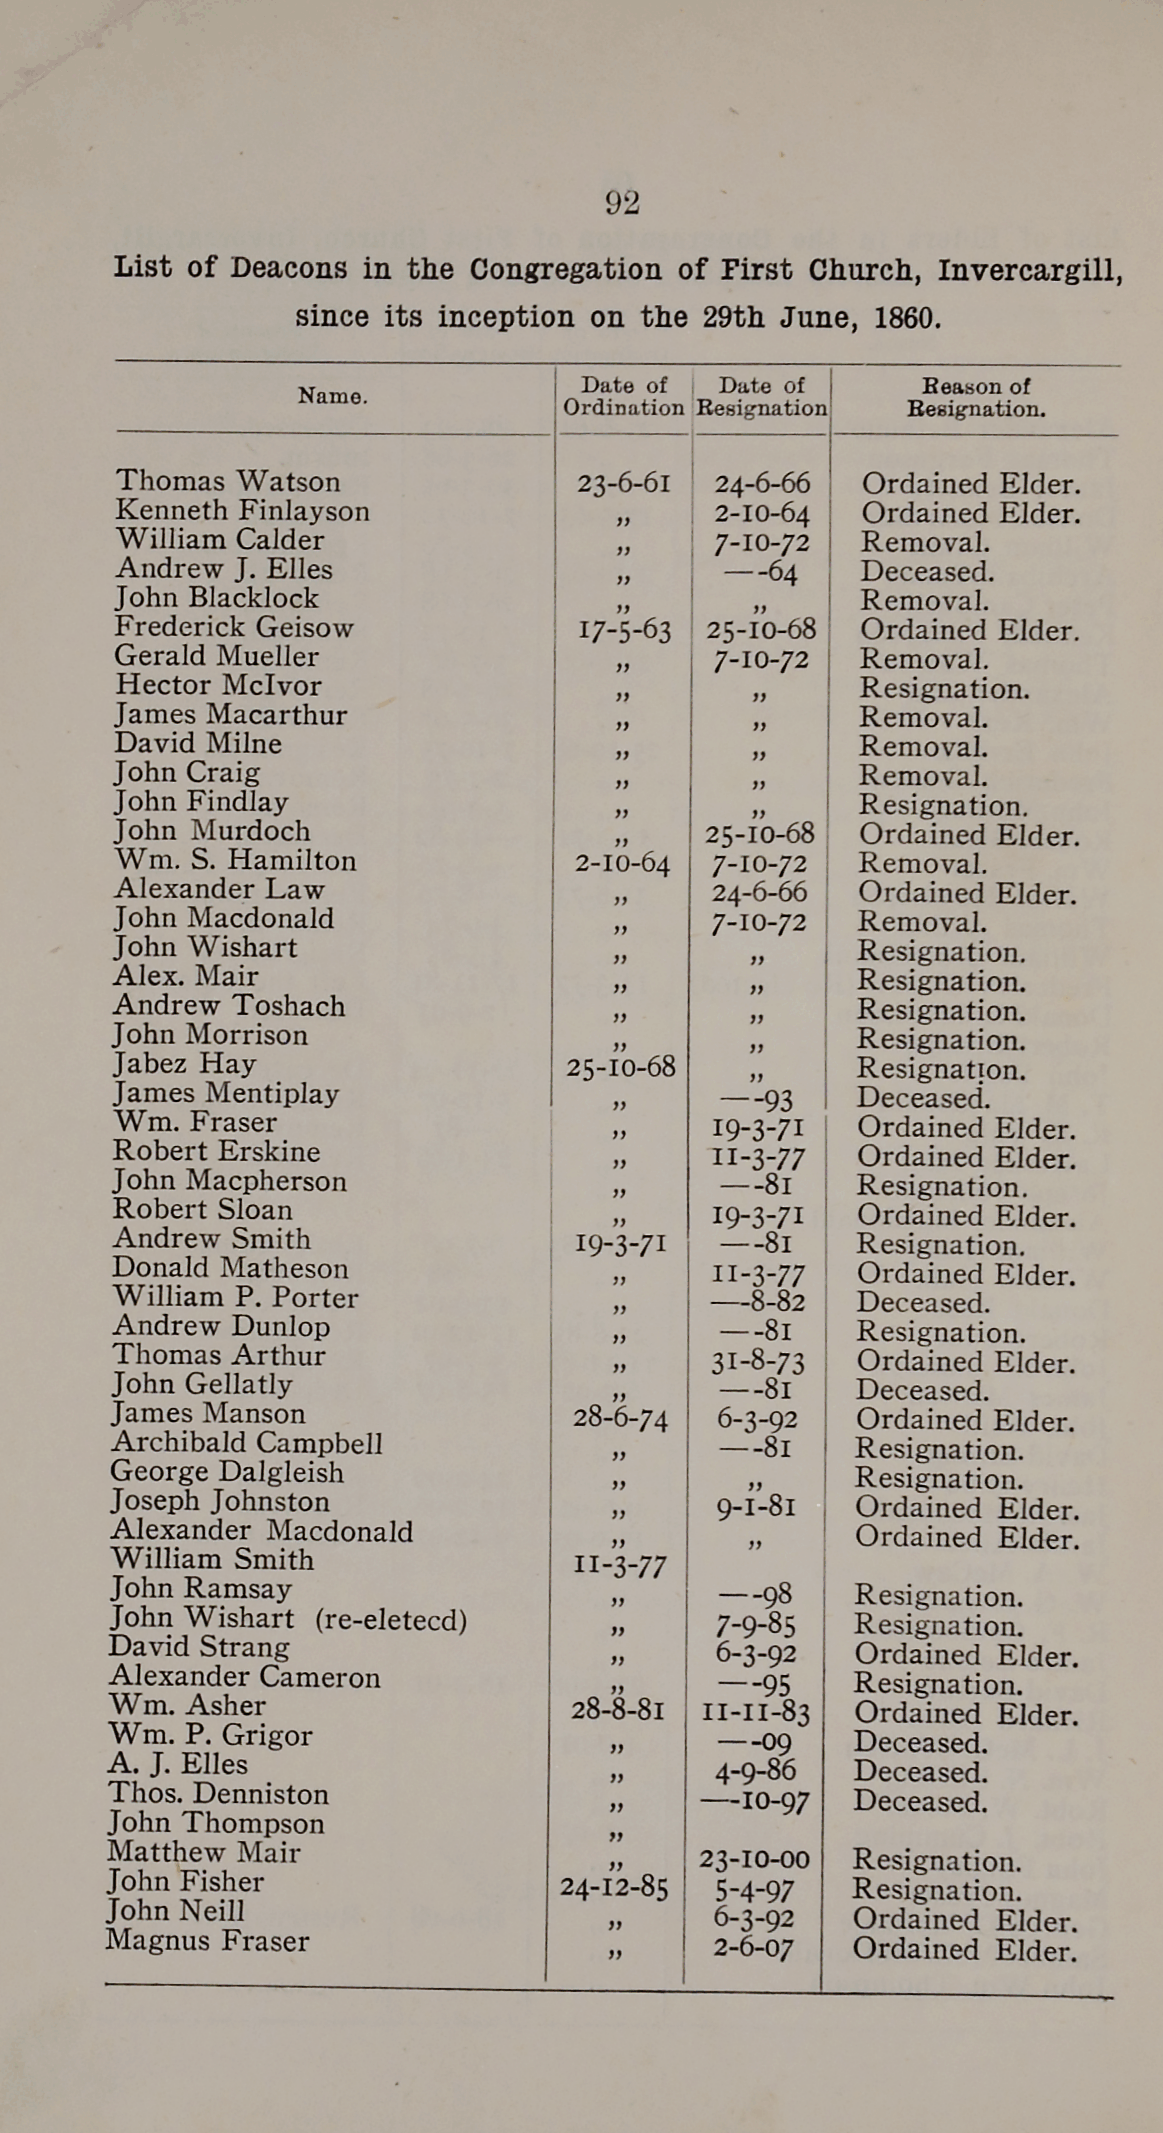 92
List of Deacons in the Congregation of First Church, Invercargill,
since its inception on the 29th June, 1860.
Name. Date of Ordination Date of Resignation Reason of Resignation.
Thomas Watson 23-6-61 24-6-66 Ordained Elder.
Kenneth Finlayson ,, 2-10-64 Ordained Elder.
William Calder ,, 7-10-72 Removal.
Andrew J. Elles ,, — -64 Deceased.
John Blacklock ,, ,, Removal.
Frederick Geisow 17-5-63 25-10-68 Ordained Elder.
Gerald Mueller ,, 7-10-72 Removal.
Hector McIvor ,, ,, Resignation.
James Macarthur ,, ,, Removal.
David Milne ,, ,, Removal.
John Craig ,, ,, Removal.
John Findlay ,, ,, Resignation.
John Murdoch ,, 25-10-68 Ordained Elder.
Wm. S. Hamilton 2-10-64 7-10-72 Removal.
Alexander Law ,, 24-6-66 Ordained Elder.
John Macdonald ,, 7-10-72 Removal.
John Wishart ,, ,, Resignation.
Alex. Mair ,, ,, Resignation.
Andrew Toshach ,, ,, Resignation.
John Morrison ,, ,, Resignation.
Jabez Hay 25-10-68 ,, Resignation.
James Mentiplay ,, — -93 Deceased.
Wm. Fraser ,, 19-3-71 Ordained Elder.
Robert Erskine ,, 11-3-77 Ordained Elder.
John Macpherson ,, — -81 Resignation.
Robert Sloan ,, 19-3-71 Ordained Elder.
Andrew Smith 19-3-71 — -81 Resignation.
Donald Matheson ,, 11-3-77 Ordained Elder.
William P. Porter ,, —-8-82 Deceased.
Andrew Dunlop ,, — -81 Resignation.
Thomas Arthur ,, 31-8-73 Ordained Elder.
John Gellatly ,, — -81 Deceased.
James Manson 28-6-74 6-3-92 Ordained Elder.
Archibald Campbell ,, — -81 Resignation.
George Dalgleish ,, ,, Resignation.
Joseph Johnston ,, 9-1-81 Ordained Elder.
Alexander Macdonald ,, ,, Ordained Elder.
William Smith 11-3-77
John Ramsay ,, — -98 Resignation.
John Wishart (re-eletecd) ,, 7-9-85 Resignation.
David Strang ,, 6-3-92 Ordained Elder.
Alexander Cameron ,, — -95 Resignation.
Wm. Asher 28-8-81 11-11-83 Ordained Elder.
Wm. P. Grigor ,, — -09 Deceased.
A. J. Elles ,, 4-9-86 Deceased.
Thos. Denniston ,, —-10-97 Deceased.
John Thompson ,,
Matthew Mair ,, 23-10-00 Resignation.
John Fisher 24-12-85 5-4-97 Resignation.
John Neill ,, 6-3-92 Ordained Elder.
Magnus Fraser ,, 2-6-07 Ordained Elder.